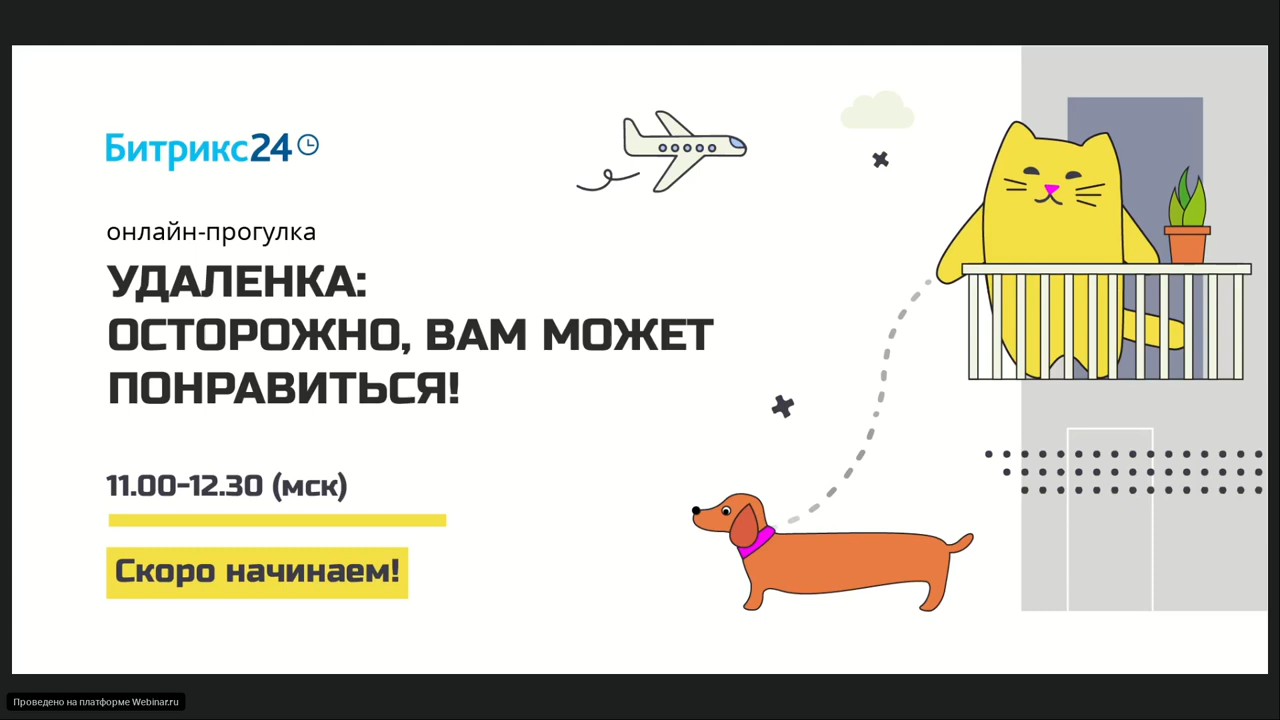 Битрикс24
онлайн-прогулка
УДАЛЕНКА:
ОСТОРОЖНО, ВАМ МОЖЕТ
ПОНРАВИТЬСЯ!
11.00-12.30 (мск)
Скоро начинаем!
Проведено на платформе Webinar.ru